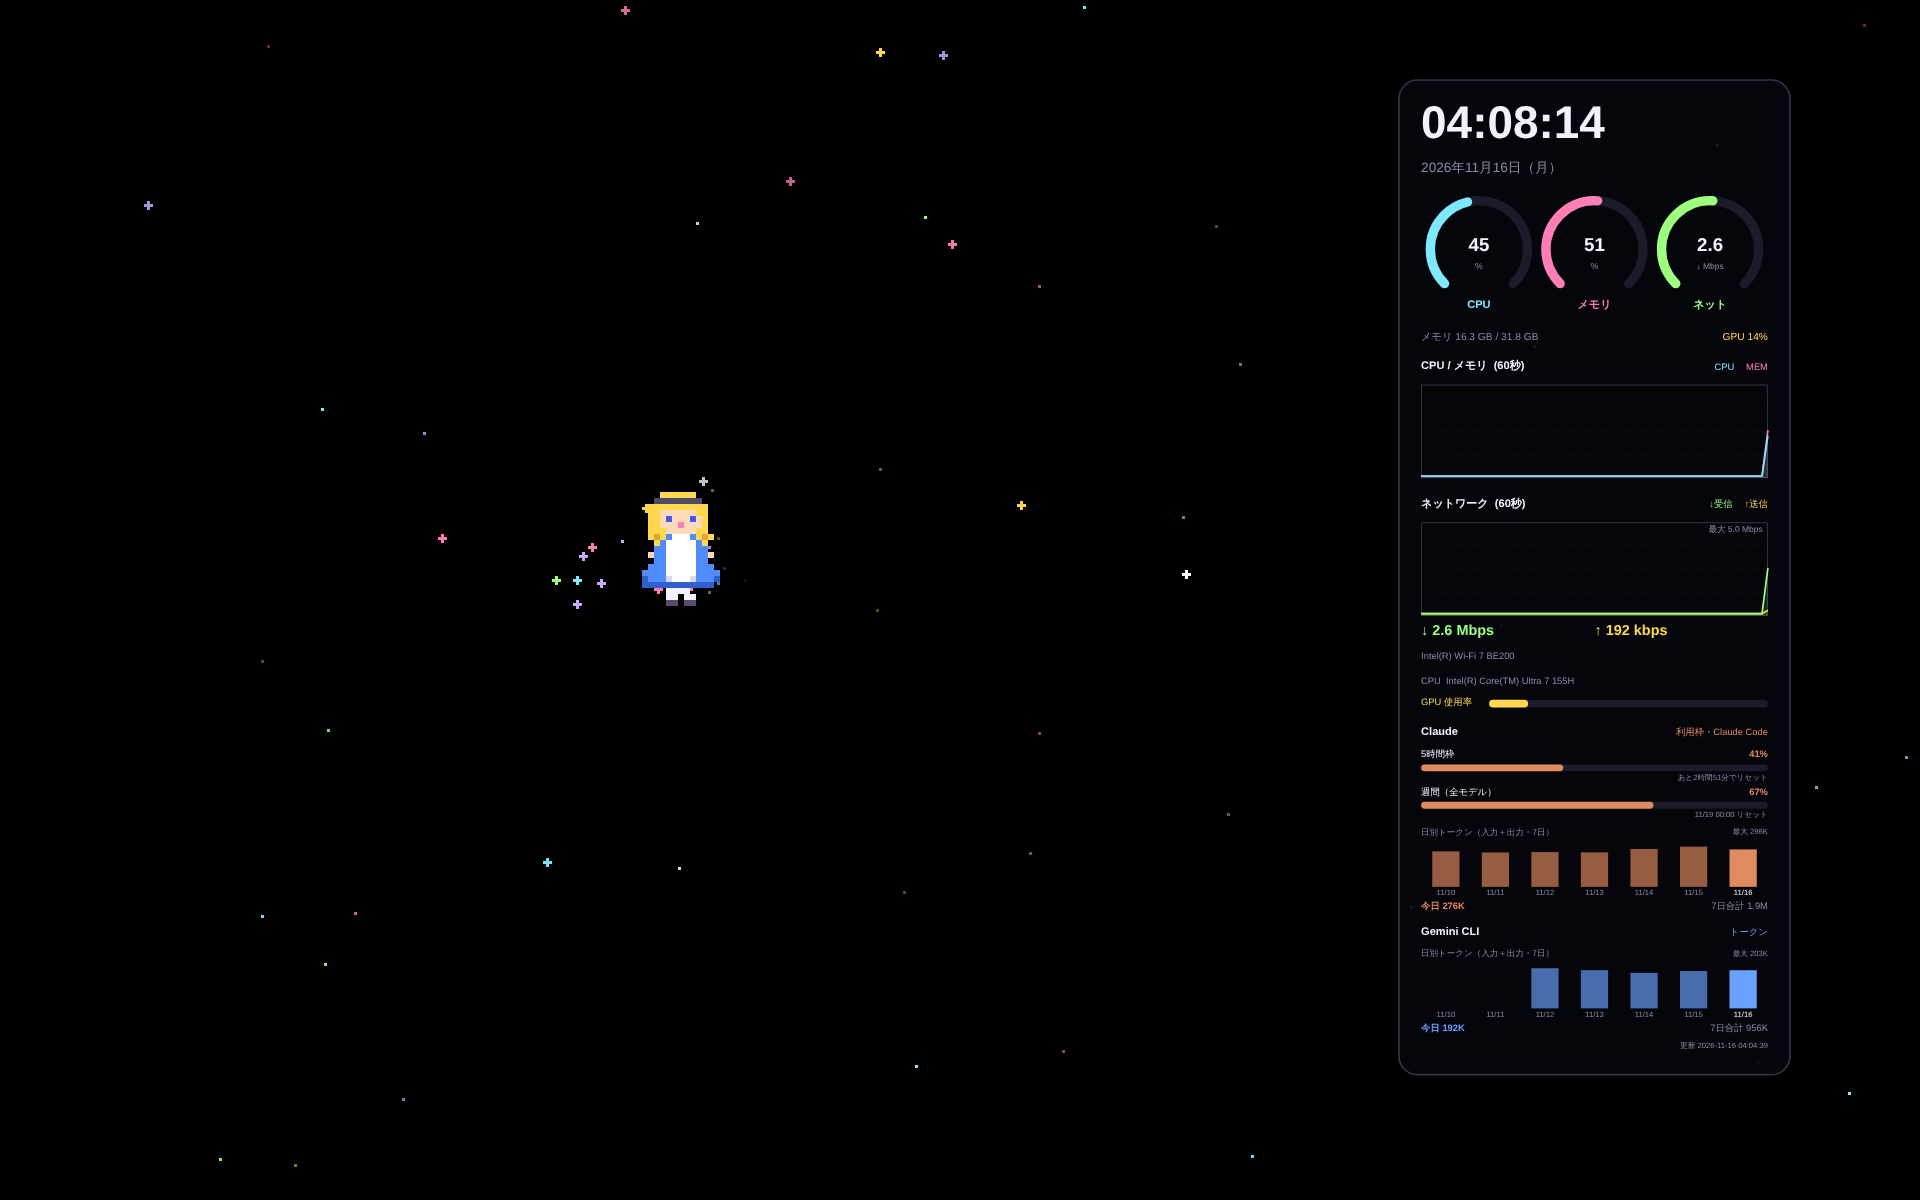 04:08:14
2026年11月16日（月）
45 51 2.6
% % ↓ Mbps
CPU メモリ ネット
メモリ 16.3 GB / 31.8 GB GPU 14%
CPU / メモリ (60秒) CPU MEM
ネットワーク (60秒) ↓受信 ↑送信
最大 5.0 Mbps
↓ 2.6 Mbps ↑ 192 kbps
Intel(R) Wi-Fi 7 BE200
CPU Intel(R) Core(TM) Ultra 7 155H
GPU 使用率
Claude 利用枠・Claude Code
5時間枠 41%
あと2時間51分でリセット
週間（全モデル） 67%
11/19 00:00 リセット
日別トークン（入力＋出力・7日） 最大 296K
11/10 11/11 11/12 11/13 11/14 11/15 11/16
今日 276K 7日合計 1.9M
Gemini CLI トークン
日別トークン（入力＋出力・7日） 最大 203K
11/10 11/11 11/12 11/13 11/14 11/15 11/16
今日 192K 7日合計 956K
更新 2026-11-16 04:04:39